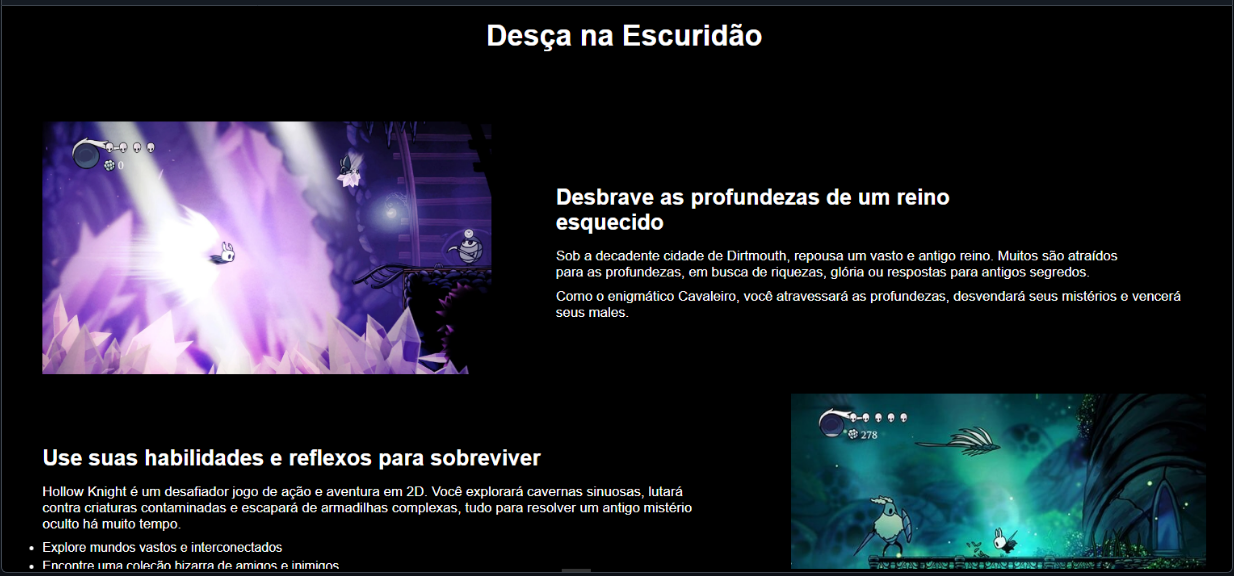 Desça na Escuridão
0
Desbrave as profundezas de um reino
esquecido
Sob a decadente cidade de Dirtmouth, repousa um vasto e antigo reino. Muitos são atraídos
para as profundezas, em busca de riquezas, glória ou respostas para antigos segredos.
Como o enigmático Cavaleiro, você atravessará as profundezas, desvendará seus mistérios e vencerá
seus males.
278
Use suas habilidades e reflexos para sobreviver
Hollow Knight é um desafiador jogo de ação e aventura em 2D. Você explorará cavernas sinuosas, lutará
contra criaturas contaminadas e escapará de armadilhas complexas, tudo para resolver um antigo mistério
oculto há muito tempo.
• Explore mundos vastos e interconectados
• Encontre uma coleção bizarra de amigos e inimigos